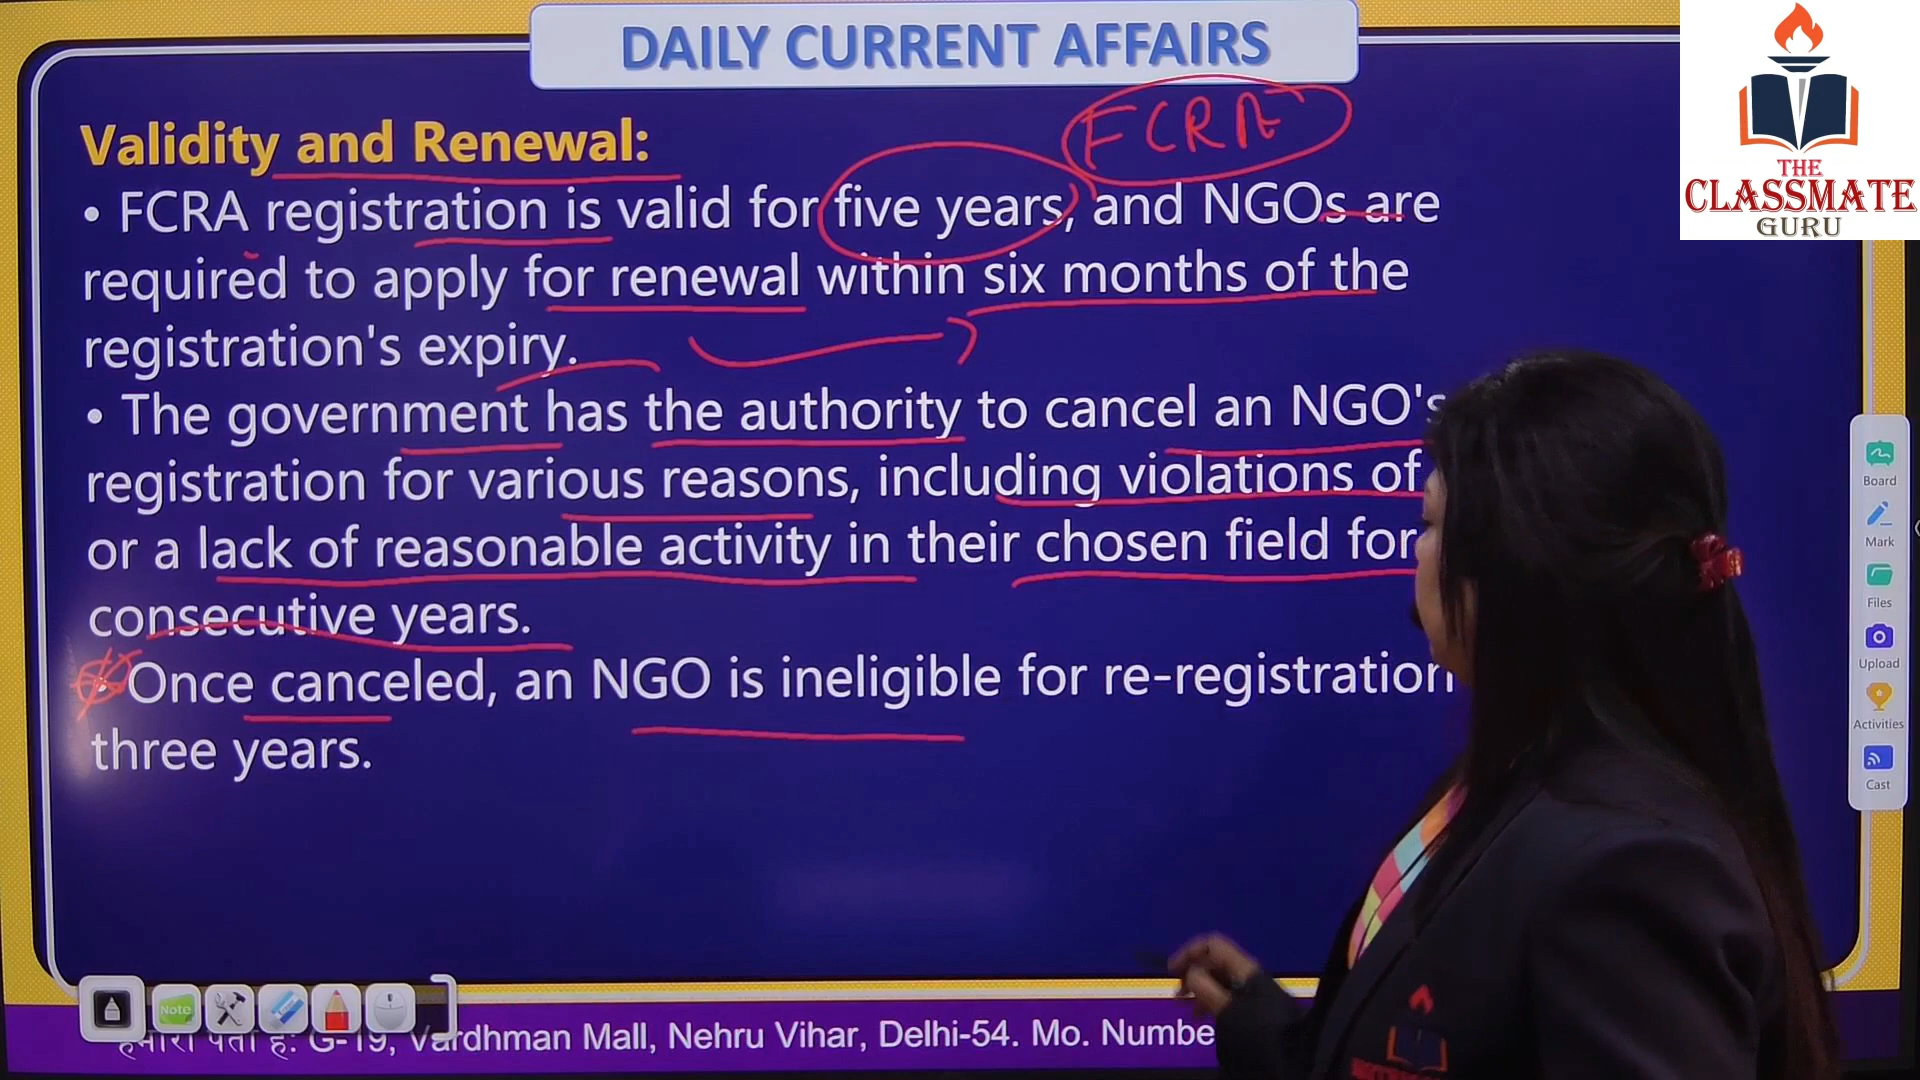 DAILY CURRENT AFFAIRS
FCRA
Validity and Renewal:
• FCRA registration is valid for five years, and NGOs are
required to apply for renewal within six months of the
registration's expiry.
• The government has the authority to cancel an NGO's
registration for various reasons, including violations of
or a lack of reasonable activity in their chosen field for
consecutive years.
• Once canceled, an NGO is ineligible for re-registration
three years.
THE
CLASSMATE
GURU
Board
Mark
Files
Upload
Activities
Cast
Note
हमारा पता है: G-19, Vardhman Mall, Nehru Vihar, Delhi-54. Mo. Numbe